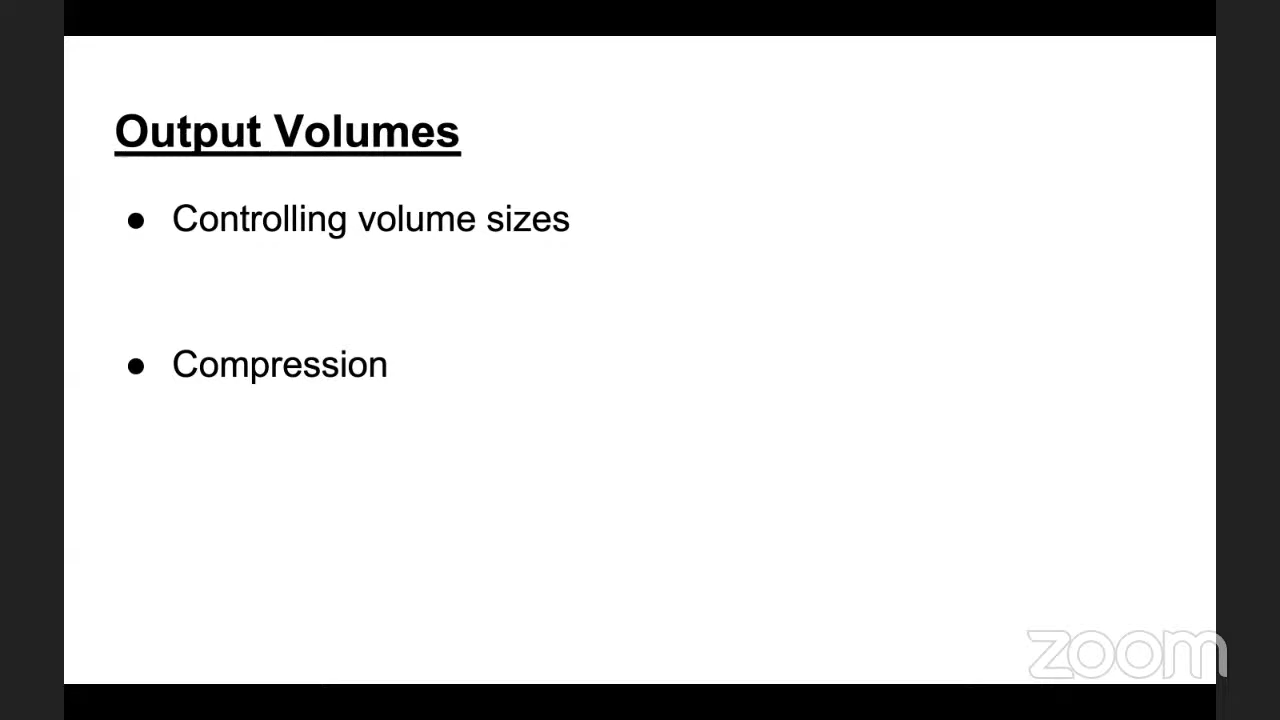 Output Volumes
● Controlling volume sizes
● Compression
zoom